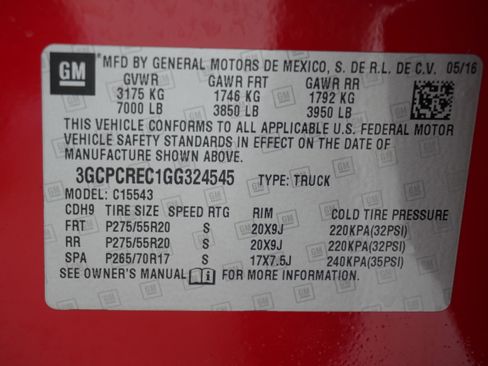 GM
MFD BY GENERAL MOTORS DE MEXICO, S. DE R.L. DE C.V. 05/16
GVWR GAWR FRT GAWR RR
3175 KG 1746 KG 1792 KG
7000 LB 3850 LB 3950 LB
THIS VEHICLE CONFORMS TO ALL APPLICABLE U.S. FEDERAL MOTOR
VEHICLE SAFETY STANDARDS IN EFFECT ON THE DATE OF
MANUFACTURE SHOWN ABOVE.
3GCPCREC1GG324545 TYPE: TRUCK
MODEL: C15543
CDH9 TIRE SIZE SPEED RTG RIM COLD TIRE PRESSURE
FRT P275/55R20 S 20X9J 220KPA(32PSI)
RR P275/55R20 S 20X9J 220KPA(32PSI)
SPA P265/70R17 S 17X7.5J 240KPA(35PSI)
SEE OWNER'S MANUAL FOR MORE INFORMATION.